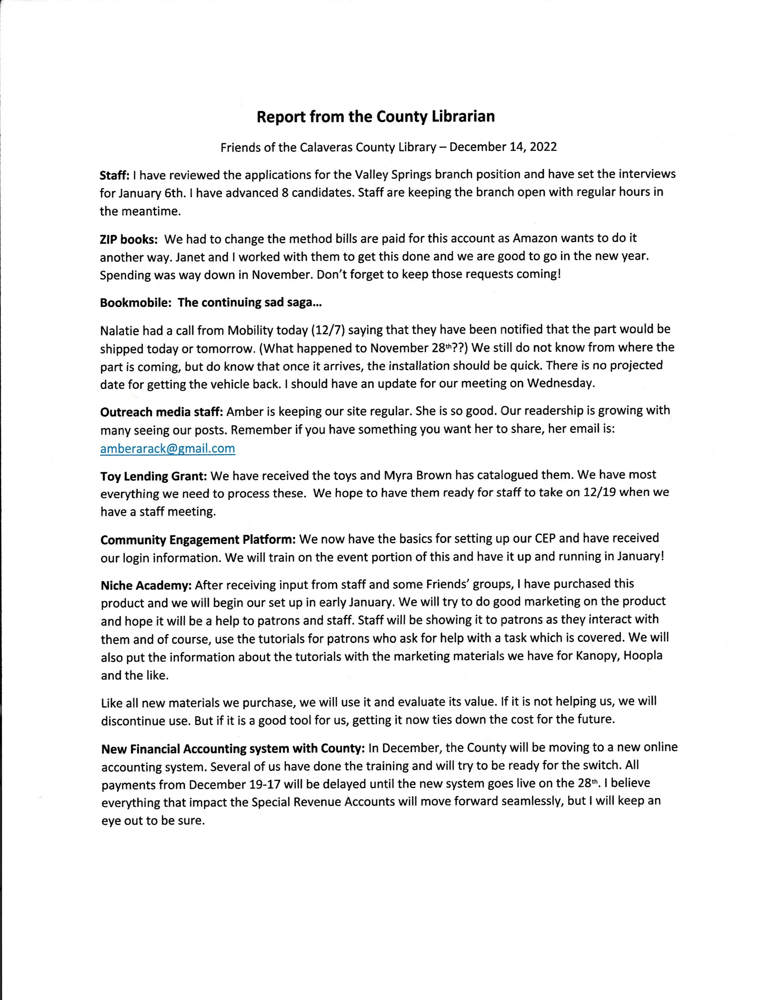 Report from the County Librarian
Friends of the Calaveras County Library – December 14, 2022
Staff: I have reviewed the applications for the Valley Springs branch position and have set the interviews
for January 6th. I have advanced 8 candidates. Staff are keeping the branch open with regular hours in
the meantime.
ZIP books:  We had to change the method bills are paid for this account as Amazon wants to do it
another way. Janet and I worked with them to get this done and we are good to go in the new year.
Spending was way down in November. Don’t forget to keep those requests coming!
Bookmobile:  The continuing sad saga...
Nalatie had a call from Mobility today (12/7) saying that they have been notified that the part would be
shipped today or tomorrow. (What happened to November 28th??) We still do not know from where the
part is coming, but do know that once it arrives, the installation should be quick. There is no projected
date for getting the vehicle back. I should have an update for our meeting on Wednesday.
Outreach media staff: Amber is keeping our site regular. She is so good. Our readership is growing with
many seeing our posts. Remember if you have something you want her to share, her email is:
amberarack@gmail.com
Toy Lending Grant: We have received the toys and Myra Brown has catalogued them. We have most
everything we need to process these.  We hope to have them ready for staff to take on 12/19 when we
have a staff meeting.
Community Engagement Platform: We now have the basics for setting up our CEP and have received
our login information. We will train on the event portion of this and have it up and running in January!
Niche Academy: After receiving input from staff and some Friends’ groups, I have purchased this
product and we will begin our set up in early January. We will try to do good marketing on the product
and hope it will be a help to patrons and staff. Staff will be showing it to patrons as they interact with
them and of course, use the tutorials for patrons who ask for help with a task which is covered. We will
also put the information about the tutorials with the marketing materials we have for Kanopy, Hoopla
and the like.
Like all new materials we purchase, we will use it and evaluate its value. If it is not helping us, we will
discontinue use. But if it is a good tool for us, getting it now ties down the cost for the future.
New Financial Accounting system with County: In December, the County will be moving to a new online
accounting system. Several of us have done the training and will try to be ready for the switch. All
payments from December 19-17 will be delayed until the new system goes live on the 28th. I believe
everything that impact the Special Revenue Accounts will move forward seamlessly, but I will keep an
eye out to be sure.